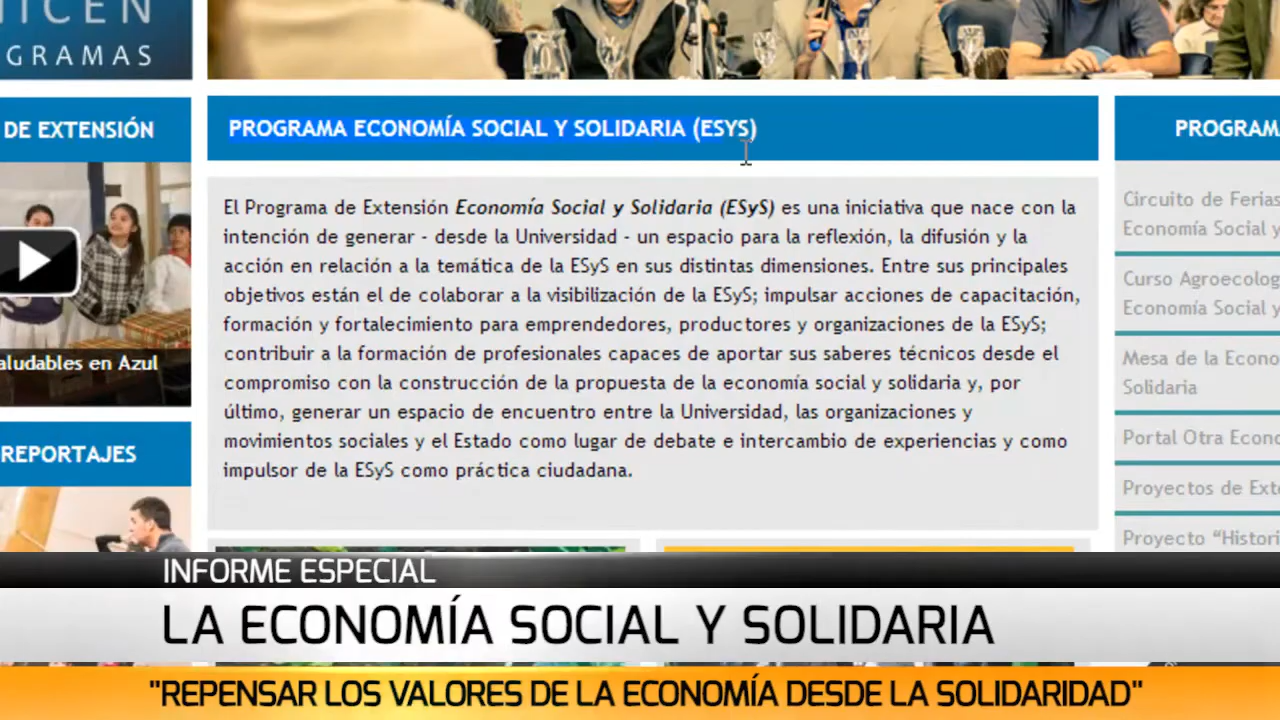 ICEN
GRAMAS
DE EXTENSIÓN
aludables en Azul
REPORTAJES
PROGRAMA ECONOMÍA SOCIAL Y SOLIDARIA (ESYS)
El Programa de Extensión Economía Social y Solidaria (ESyS) es una iniciativa que nace con la
intención de generar - desde la Universidad - un espacio para la reflexión, la difusión y la
acción en relación a la temática de la ESyS en sus distintas dimensiones. Entre sus principales
objetivos están el de colaborar a la visibilización de la ESyS; impulsar acciones de capacitación,
formación y fortalecimiento para emprendedores, productores y organizaciones de la ESyS;
contribuir a la formación de profesionales capaces de aportar sus saberes técnicos desde el
compromiso con la construcción de la propuesta de la economía social y solidaria y, por
último, generar un espacio de encuentro entre la Universidad, las organizaciones y
movimientos sociales y el Estado como lugar de debate e intercambio de experiencias y como
impulsor de la ESyS como práctica ciudadana.
PROGRAM
Circuito de Ferias
Economía Social y
Curso Agroecolog
Economía Social y
Mesa de la Econo
Solidaria
Portal Otra Econo
Proyectos de Exte
Proyecto “Histori
INFORME ESPECIAL
LA ECONOMÍA SOCIAL Y SOLIDARIA
"REPENSAR LOS VALORES DE LA ECONOMÍA DESDE LA SOLIDARIDAD"